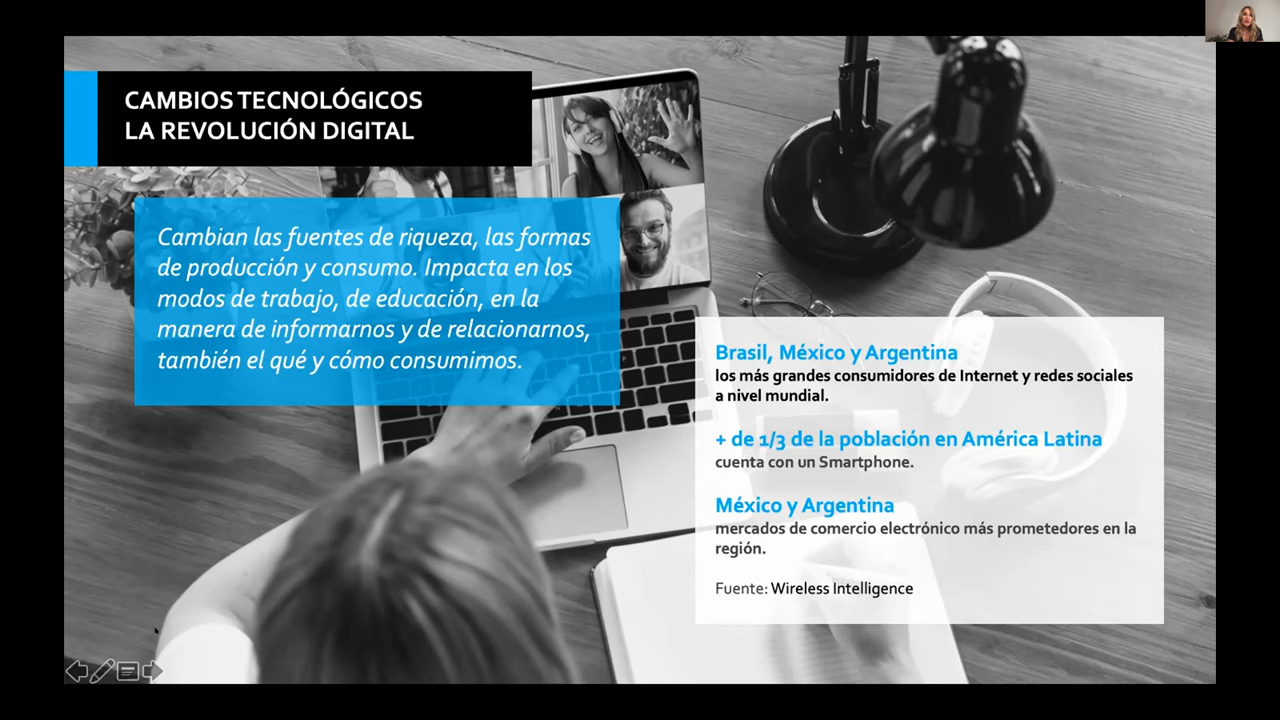 CAMBIOS TECNOLÓGICOS
LA REVOLUCIÓN DIGITAL
Cambian las fuentes de riqueza, las formas
de producción y consumo. Impacta en los
modos de trabajo, de educación, en la
manera de informarnos y de relacionarnos,
también el qué y cómo consumimos.
Brasil, México y Argentina
los más grandes consumidores de Internet y redes sociales
a nivel mundial.
+ de 1/3 de la población en América Latina
cuenta con un Smartphone.
México y Argentina
mercados de comercio electrónico más prometedores en la
región.
Fuente: Wireless Intelligence